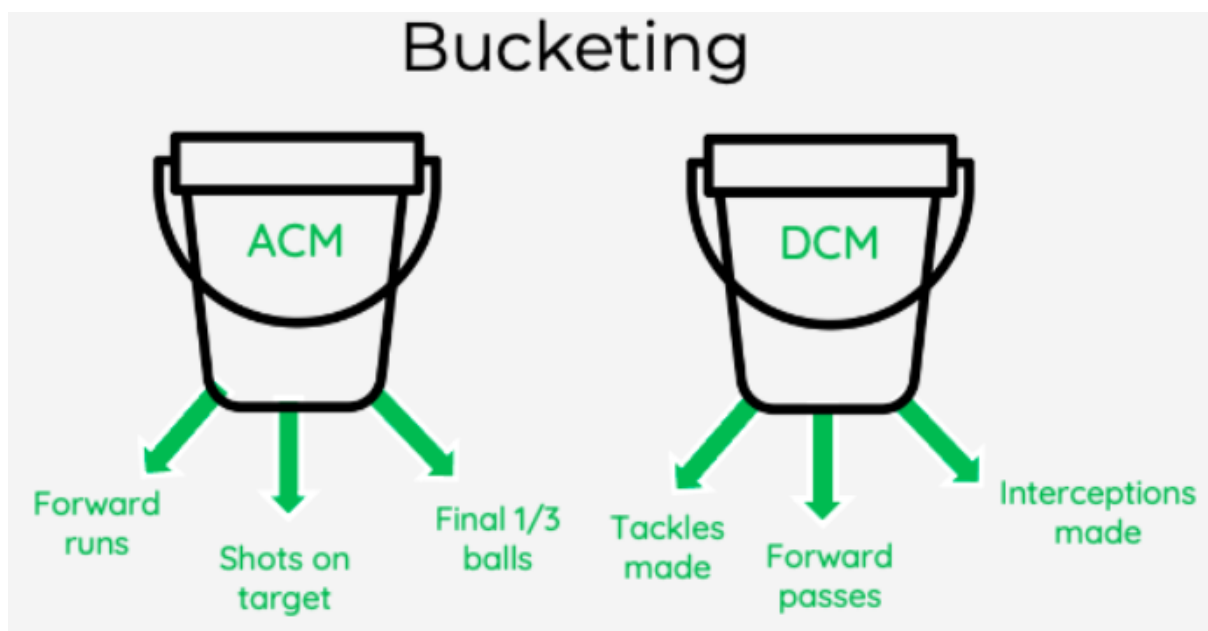 Bucketing
ACM
DCM
Forward
runs
Shots on
target
Final 1/3
balls
Tackles
made
Forward
passes
Interceptions
made